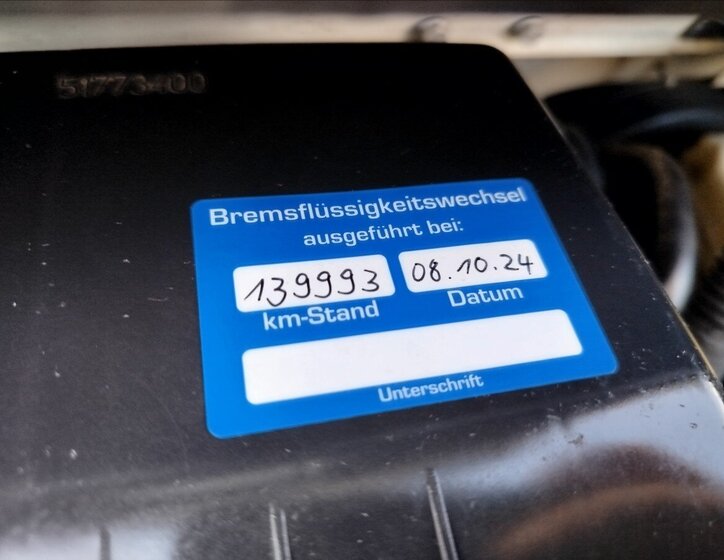 51773400
Bremsflüssigkeitswechsel
ausgeführt bei:
139993 08.10.24
km-Stand Datum
Unterschrift